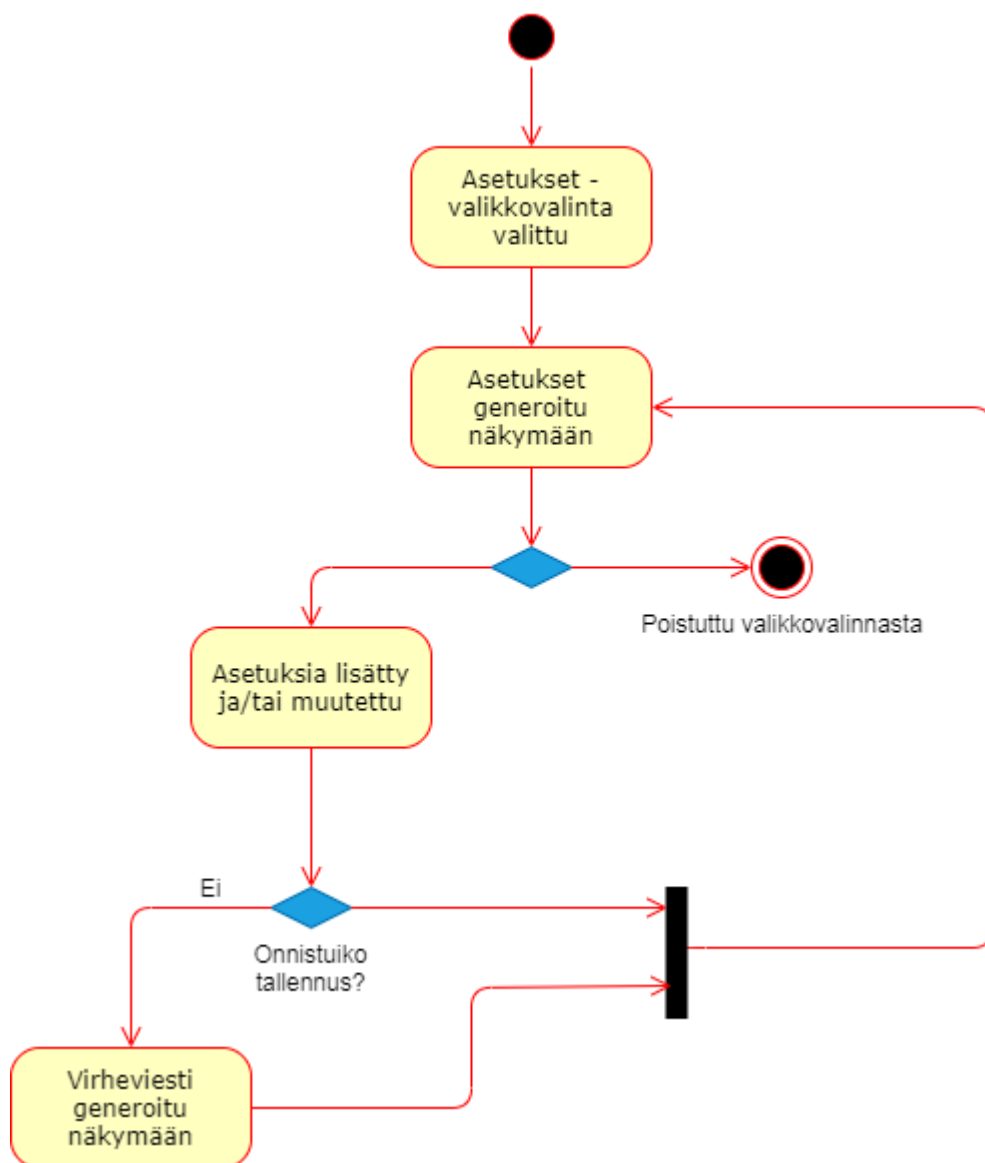 Asetukset -
valikkovalinta
valittu
Asetukset
generoitu
näkymään
Poistuttu valikkovalinnasta
Asetuksia lisätty
ja/tai muutettu
Ei
Onnistuiko
tallennus?
Virheviesti
generoitu
näkymään